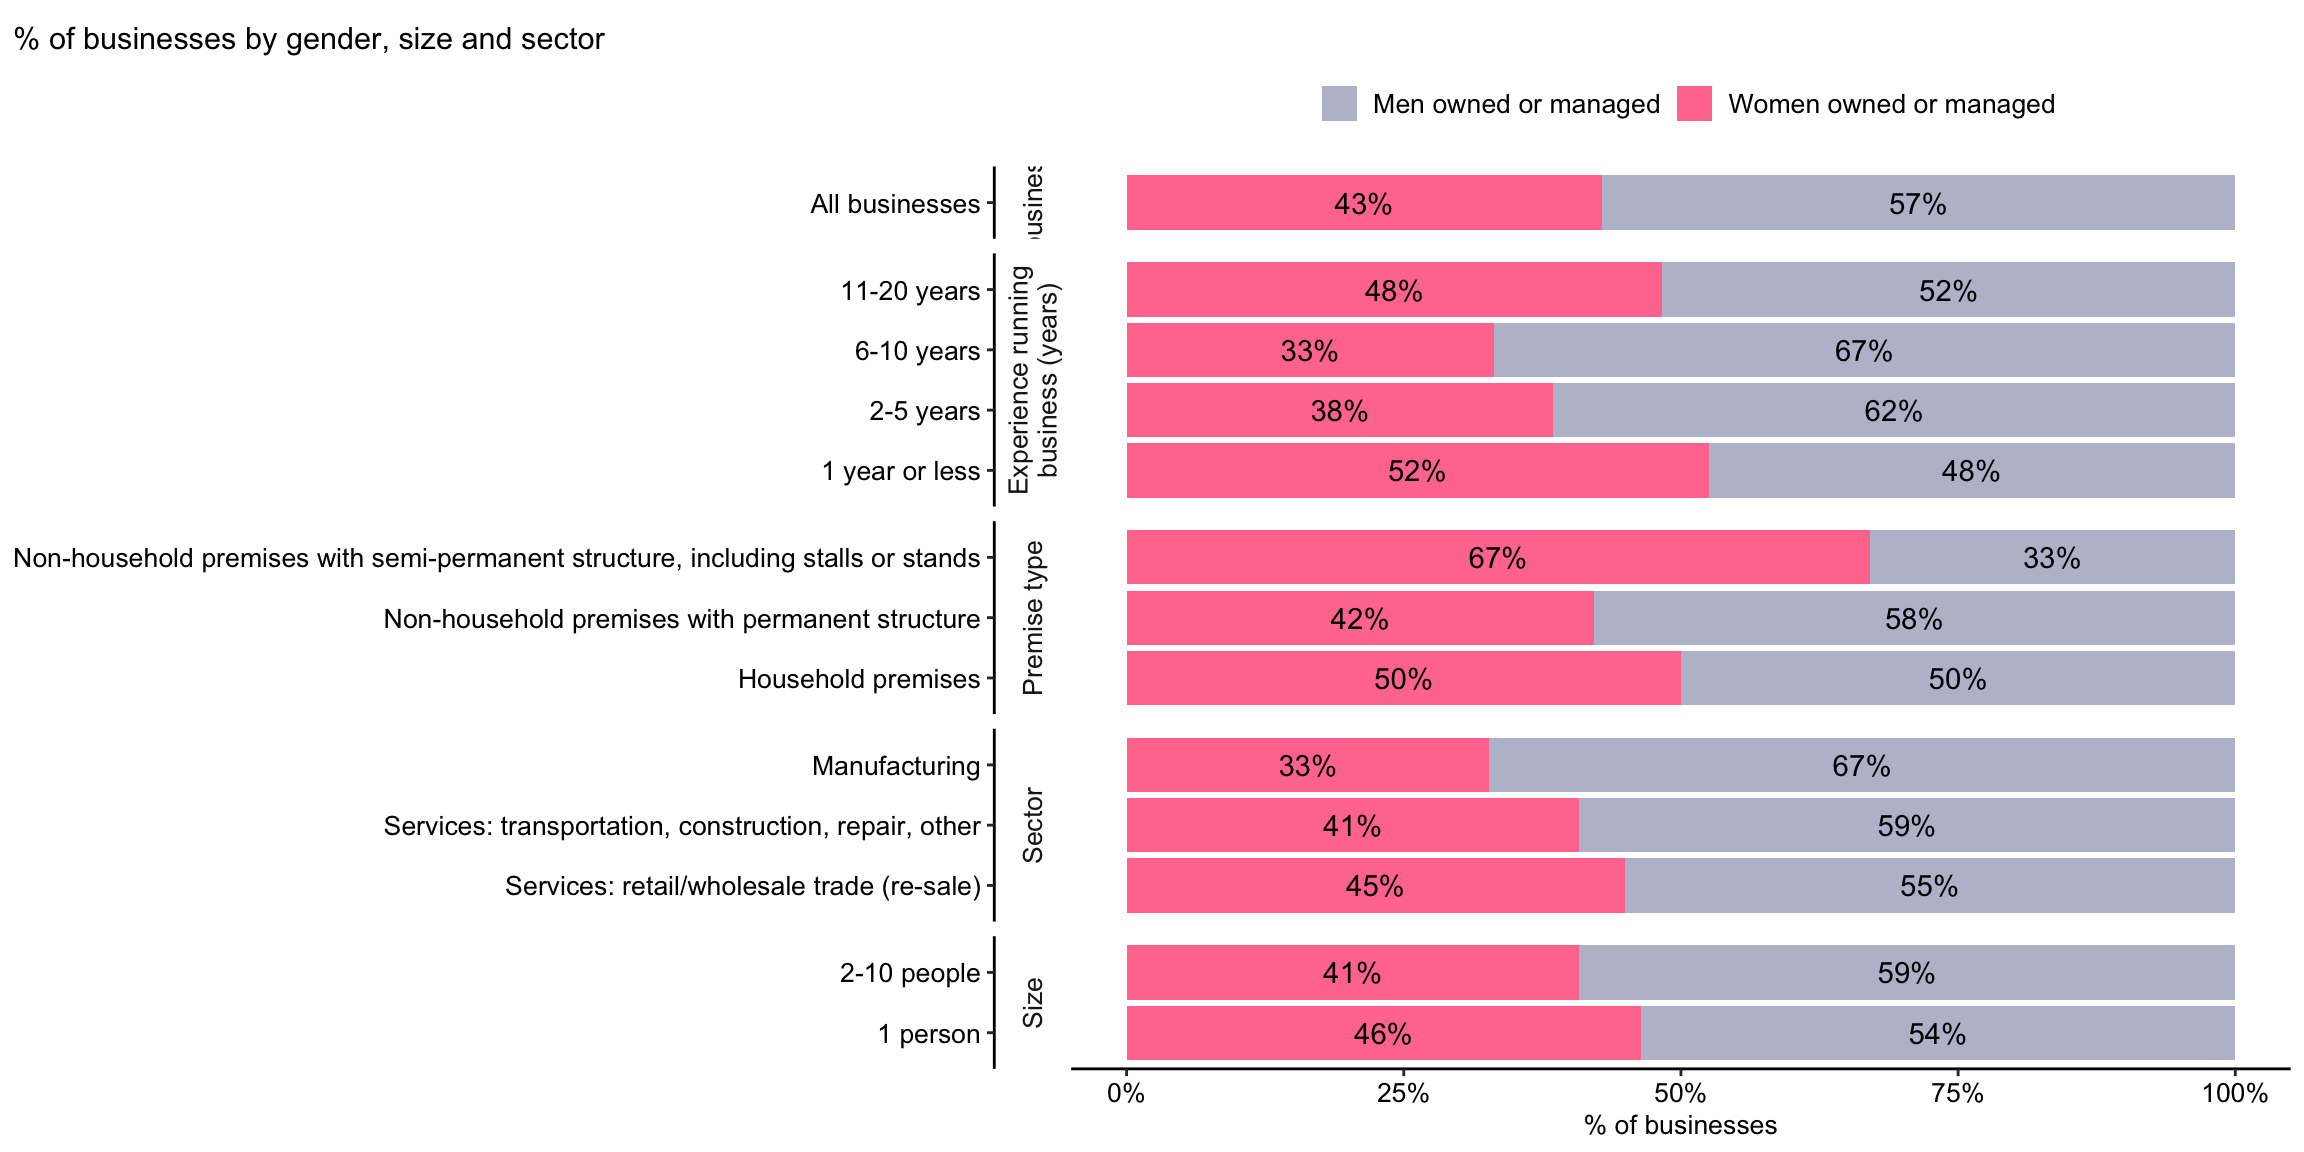 % of businesses by gender, size and sector
Men owned or managed Women owned or managed
All businesses
43% 57%
Experience running
business (years)
11-20 years 48% 52%
6-10 years 33% 67%
2-5 years 38% 62%
1 year or less 52% 48%
Premise type
Non-household premises with semi-permanent structure, including stalls or stands 67% 33%
Non-household premises with permanent structure 42% 58%
Household premises 50% 50%
Sector
Manufacturing 33% 67%
Services: transportation, construction, repair, other 41% 59%
Services: retail/wholesale trade (re-sale) 45% 55%
Size
2-10 people 41% 59%
1 person 46% 54%
0% 25% 50% 75% 100%
% of businesses